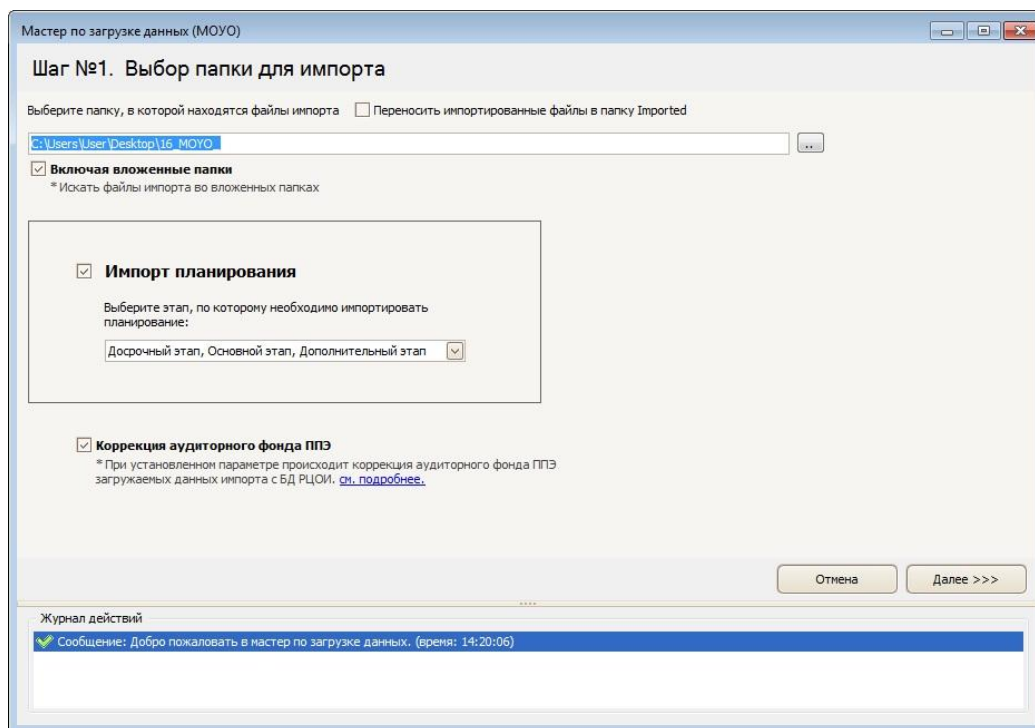 Мастер по загрузке данных (МОУО)
Шаг №1. Выбор папки для импорта
Выберите папку, в которой находятся файлы импорта Переносить импортированные файлы в папку Imported
C:\Users\User\Desktop\16_MOYO_
..
Включая вложенные папки
* Искать файлы импорта во вложенных папках
Импорт планирования
Выберите этап, по которому необходимо импортировать
планирование:
Досрочный этап, Основной этап, Дополнительный этап
Коррекция аудиторного фонда ППЭ
* При установленном параметре происходит коррекция аудиторного фонда ППЭ
загружаемых данных импорта с БД РЦОИ. см. подробнее.
Отмена Далее >>>
Журнал действий
Сообщение: Добро пожаловать в мастер по загрузке данных. (время: 14:20:06)